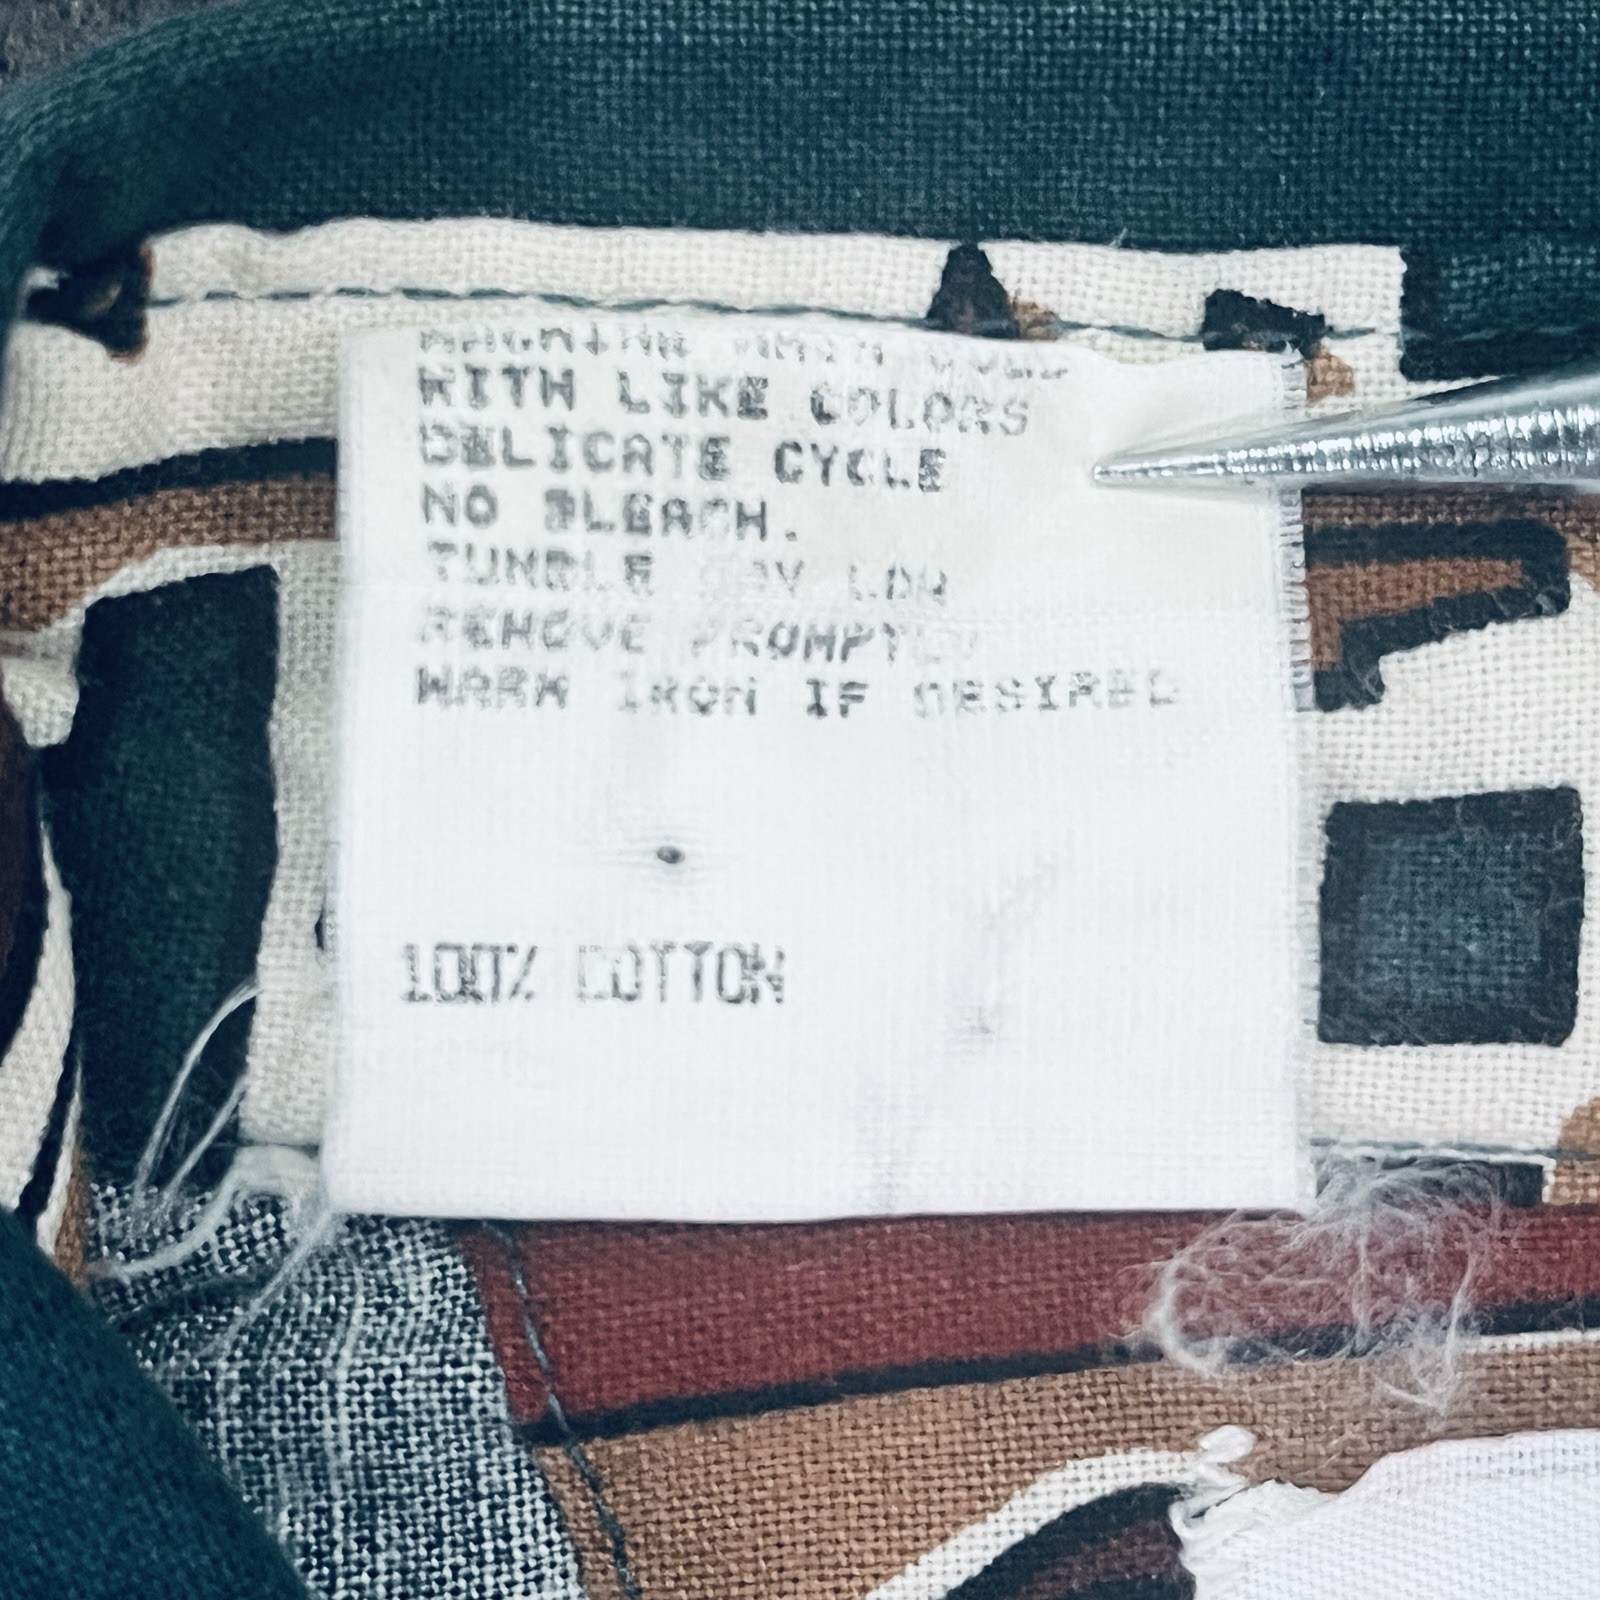 WITH LIKE COLORS
DELICATE CYCLE
NO BLEACH.
TUMBLE DRY LOW
REMOVE PROMPTLY
WARM IRON IF DESIRED
100% COTTON